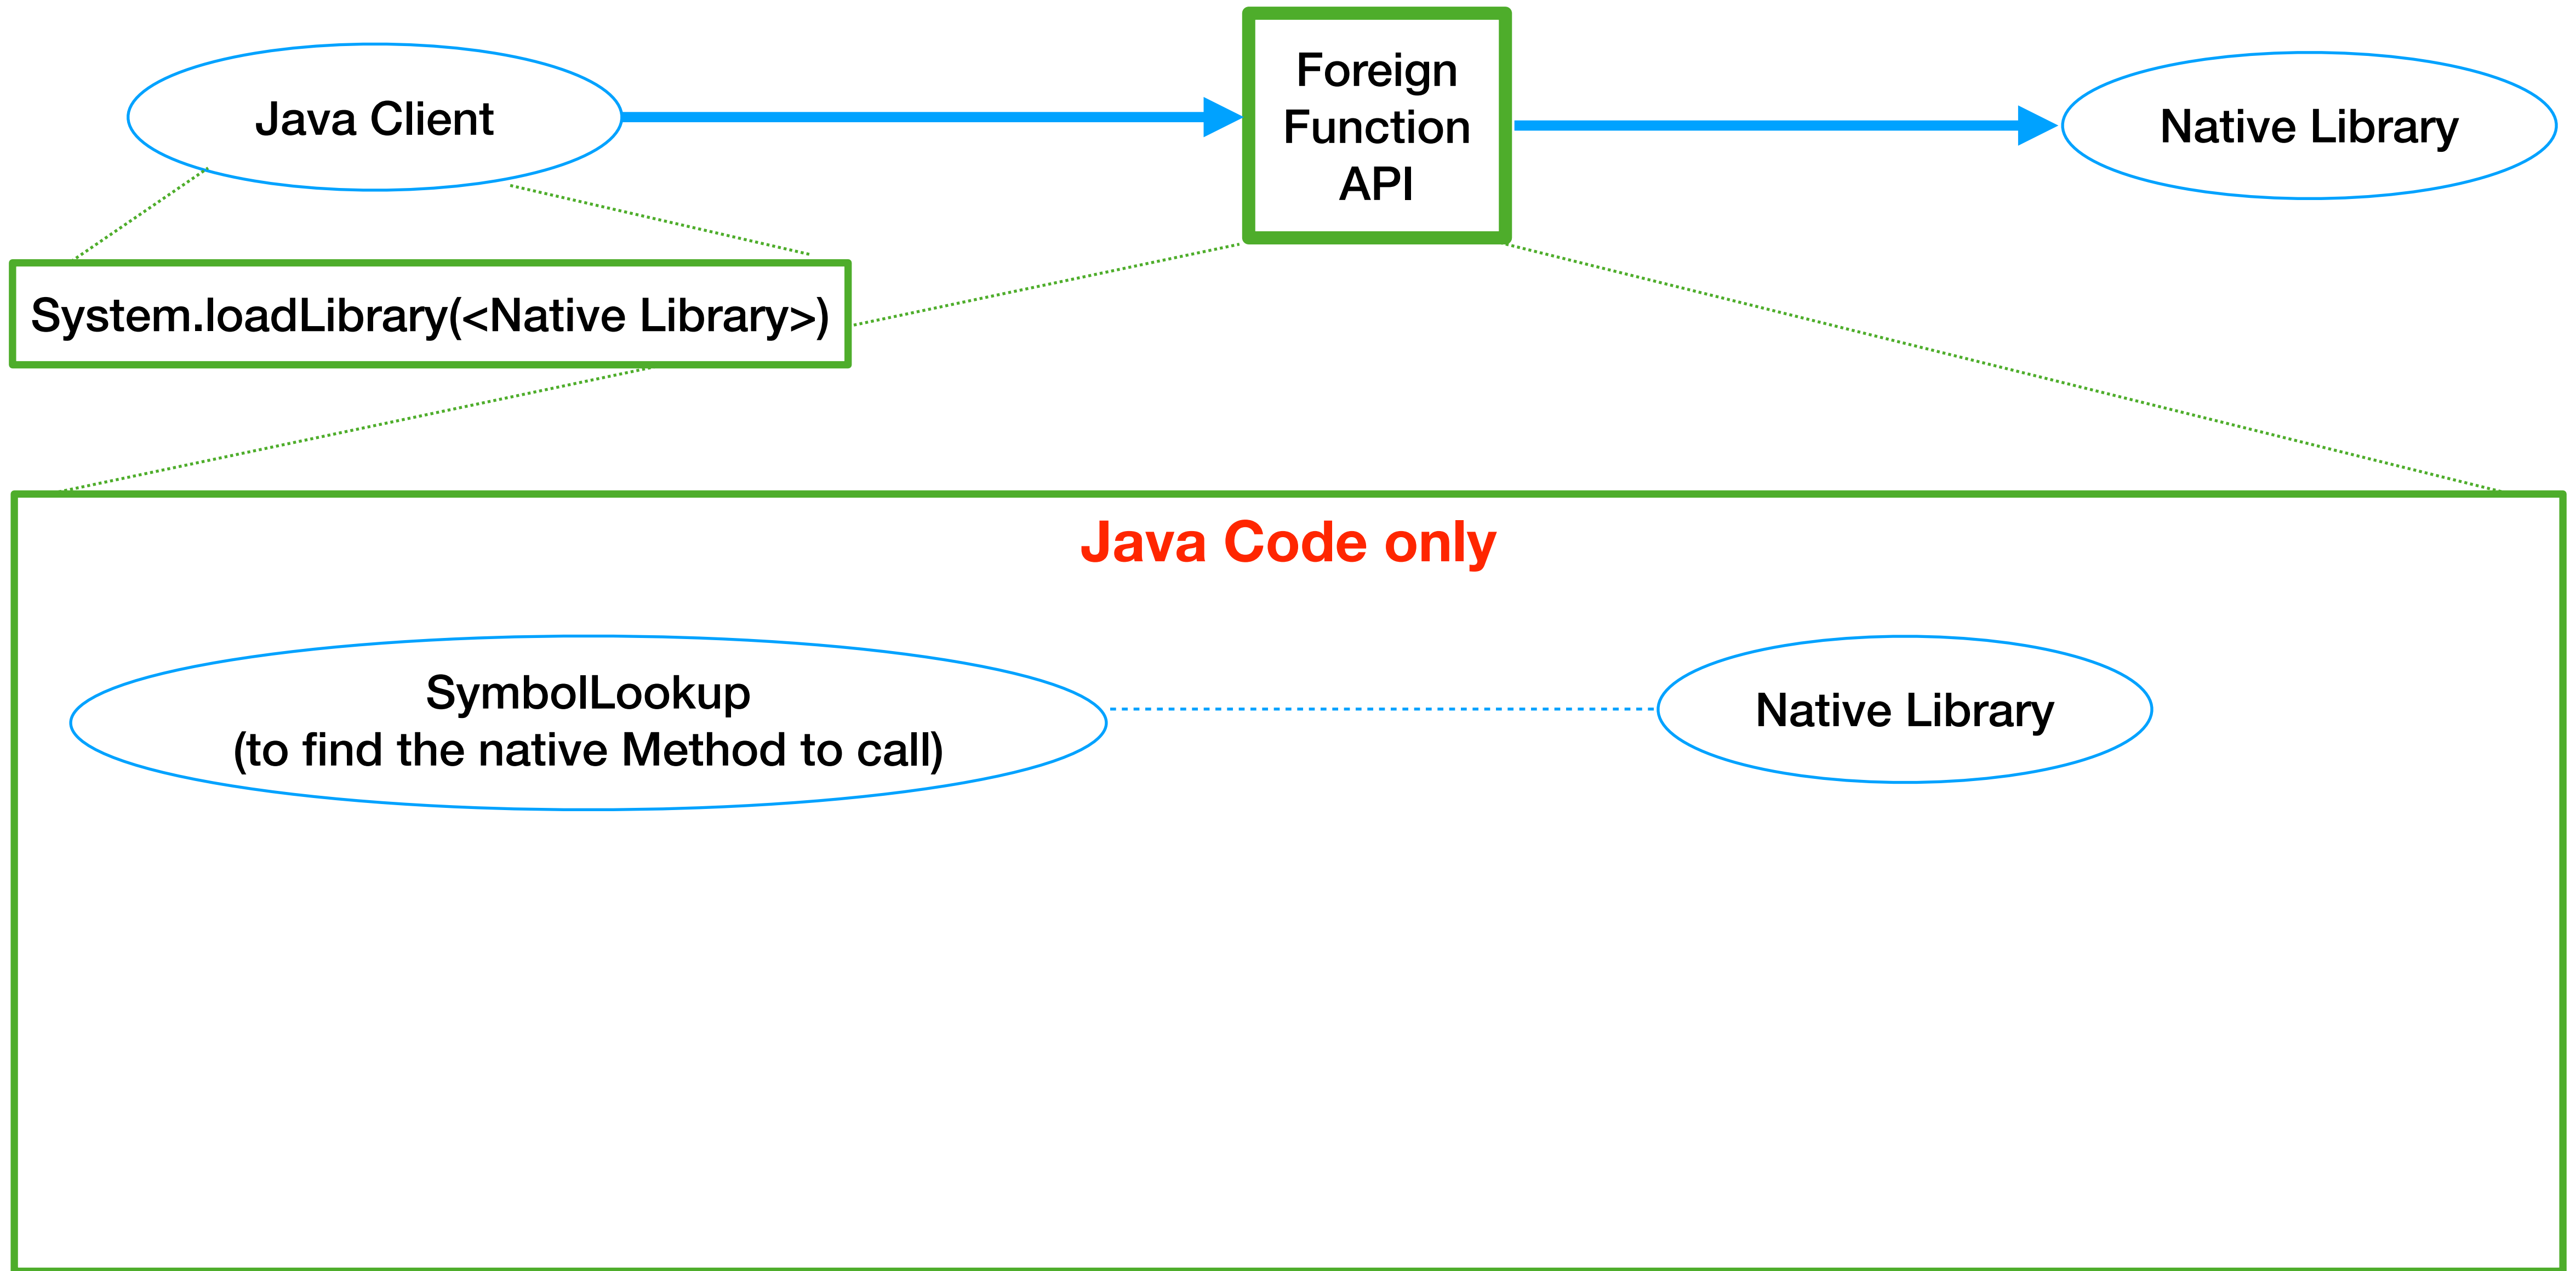 Java Client
Foreign
Function
API
Native Library
System.loadLibrary(<Native Library>)
Java Code only
SymbolLookup
(to find the native Method to call)
Native Library